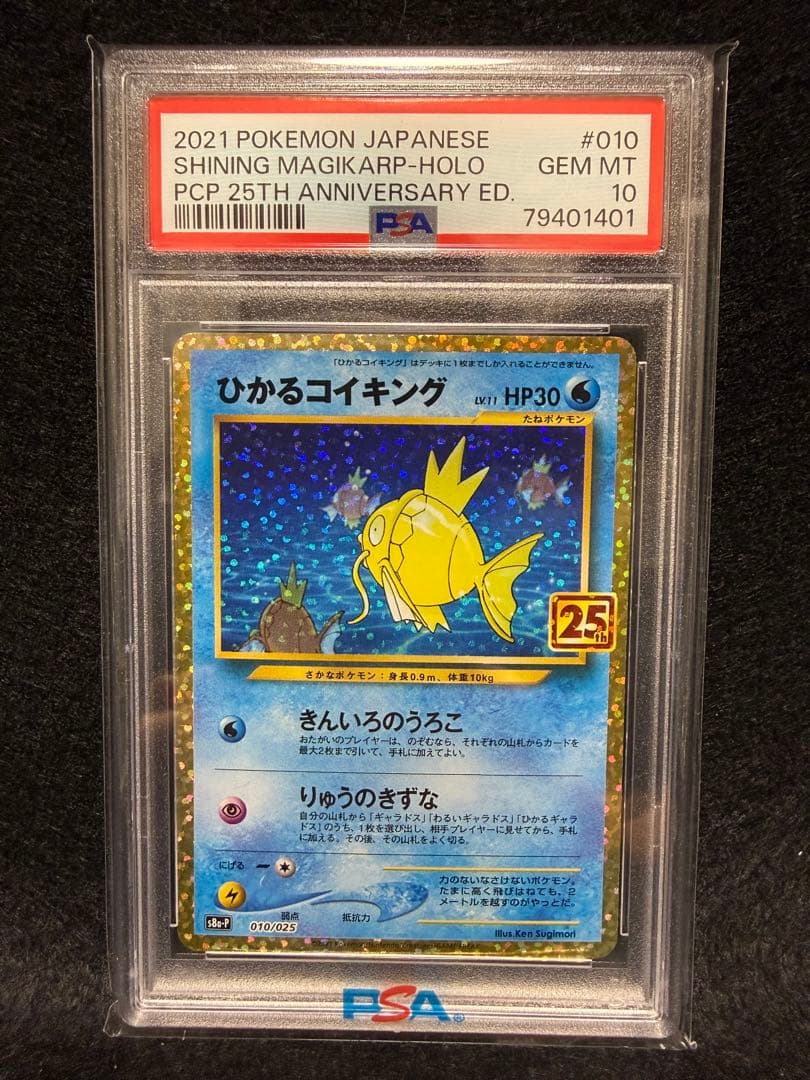 2021 POKEMON JAPANESE #010
SHINING MAGIKARP-HOLO GEM MT
PCP 25TH ANNIVERSARY ED. 10
PSA 79401401
「ひかるコイキング」はデッキに1枚までしか入れることができません。
ひかるコイキング LV.11 HP30
たねポケモン
25th
さかなポケモン:身長0.9m、体重10kg
きんいろのうろこ
おたがいのプレイヤーは、のぞむなら、それぞれの山札からカードを
最大2枚まで引いて、手札に加えてよい。
りゅうのきずな
自分の山札から「ギャラドス」「わるいギャラドス」「ひかるギャラ
ドス」のうち、1枚を選び出し、相手プレイヤーに見せてから、手札
に加える。その後、その山札をよく切る。
にげる
力のないなさけないポケモン。
たまに高く飛びはねても、2
メートルを越すのがやっとだ。
弱点 抵抗力
s8a-P 010/025
Illus.Ken Sugimori
PSA®